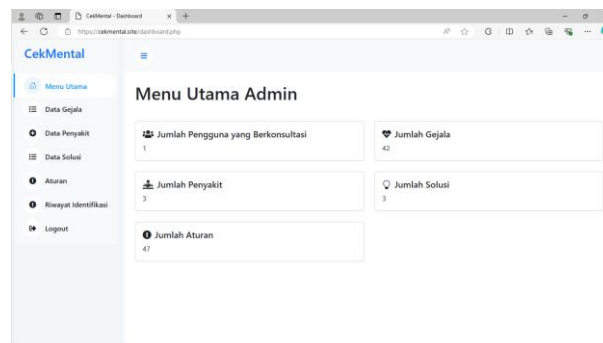 CekMental - Dashboard
https://cekmental.site/dashboard.php
CekMental
Menu Utama
Data Gejala
Data Penyakit
Data Solusi
Aturan
Riwayat Identifikasi
Logout
Menu Utama Admin
Jumlah Pengguna yang Berkonsultasi
1
Jumlah Gejala
42
Jumlah Penyakit
3
Jumlah Solusi
3
Jumlah Aturan
47